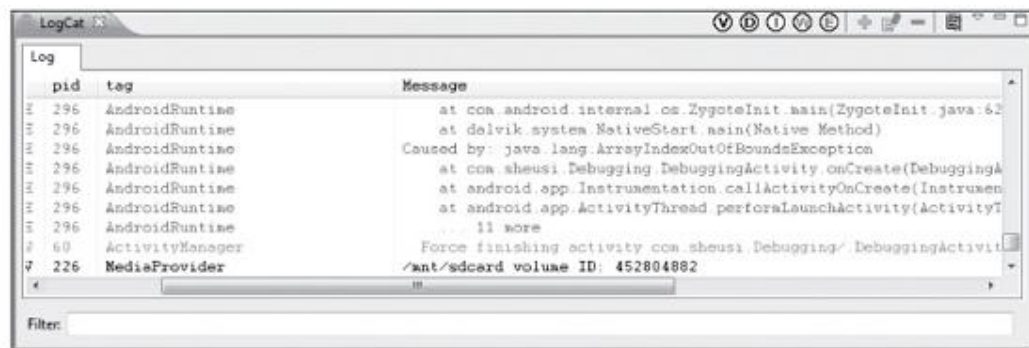 LogCat
V D I W E
Log
pid tag Message
E 296 AndroidRuntime at com.android.internal.os.ZygoteInit.main(ZygoteInit.java:62
E 296 AndroidRuntime at dalvik.system.NativeStart.main(Native Method)
E 296 AndroidRuntime Caused by: java.lang.ArrayIndexOutOfBoundsException
E 296 AndroidRuntime at com.sheusi.Debugging.DebuggingActivity.onCreate(DebuggingA
E 296 AndroidRuntime at android.app.Instrumentation.callActivityOnCreate(Instrumen
E 296 AndroidRuntime at android.app.ActivityThread.performLaunchActivity(ActivityT
E 296 AndroidRuntime ... 11 more
60 ActivityManager Force finishing activity com.sheusi.Debugging/.DebuggingActivit
226 MediaProvider /mnt/sdcard volume ID: 452804882
Filter: